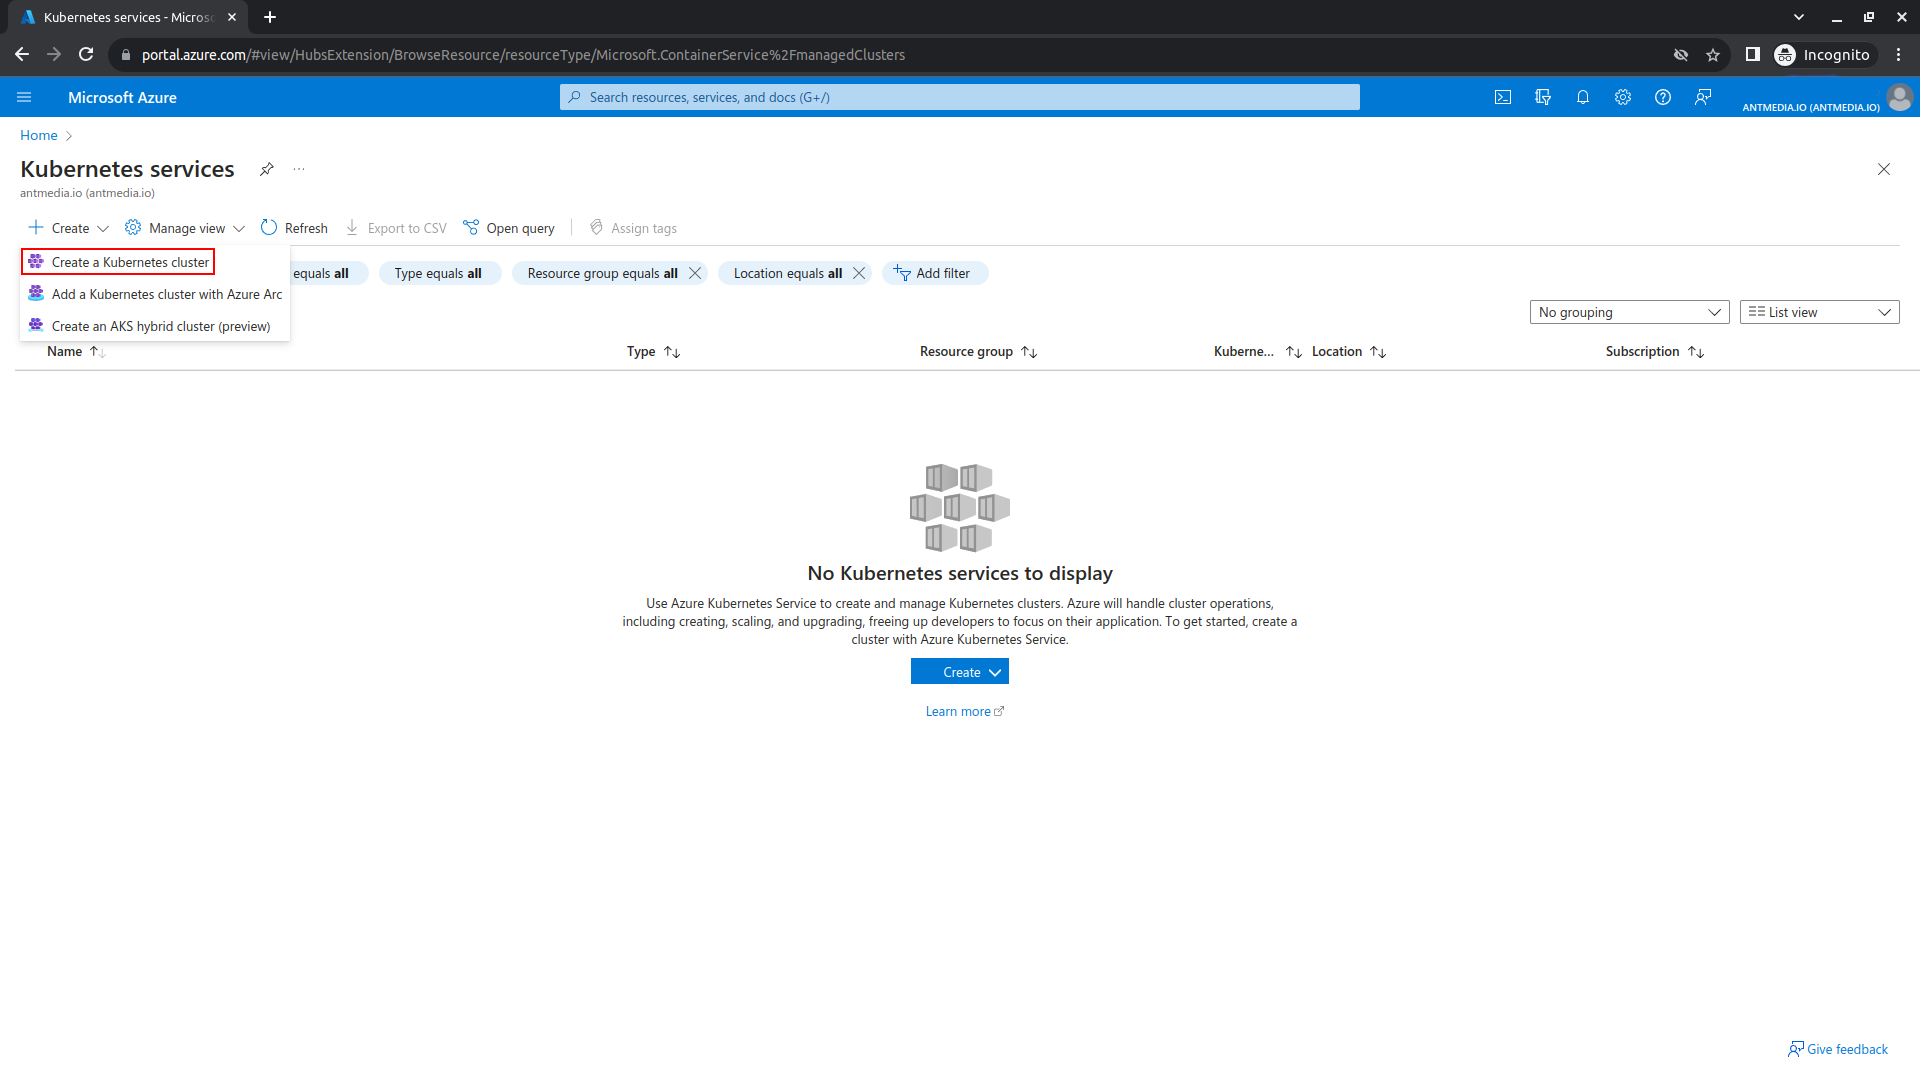 Kubernetes services - Micros
portal.azure.com/#view/HubsExtension/BrowseResource/resourceType/Microsoft.ContainerService%2FmanagedClusters
Incognito
Microsoft Azure
Search resources, services, and docs (G+/)
ANTMEDIA.IO (ANTMEDIA.IO)
Home
Kubernetes services
antmedia.io (antmedia.io)
Create
Manage view
Refresh
Export to CSV
Open query
Assign tags
Create a Kubernetes cluster
Add a Kubernetes cluster with Azure Arc
Create an AKS hybrid cluster (preview)
equals all
Type equals all
Resource group equals all
Location equals all
Add filter
No grouping
List view
Name
Type
Resource group
Kuberne...
Location
Subscription
No Kubernetes services to display
Use Azure Kubernetes Service to create and manage Kubernetes clusters. Azure will handle cluster operations,
including creating, scaling, and upgrading, freeing up developers to focus on their application. To get started, create a
cluster with Azure Kubernetes Service.
Create
Learn more
Give feedback